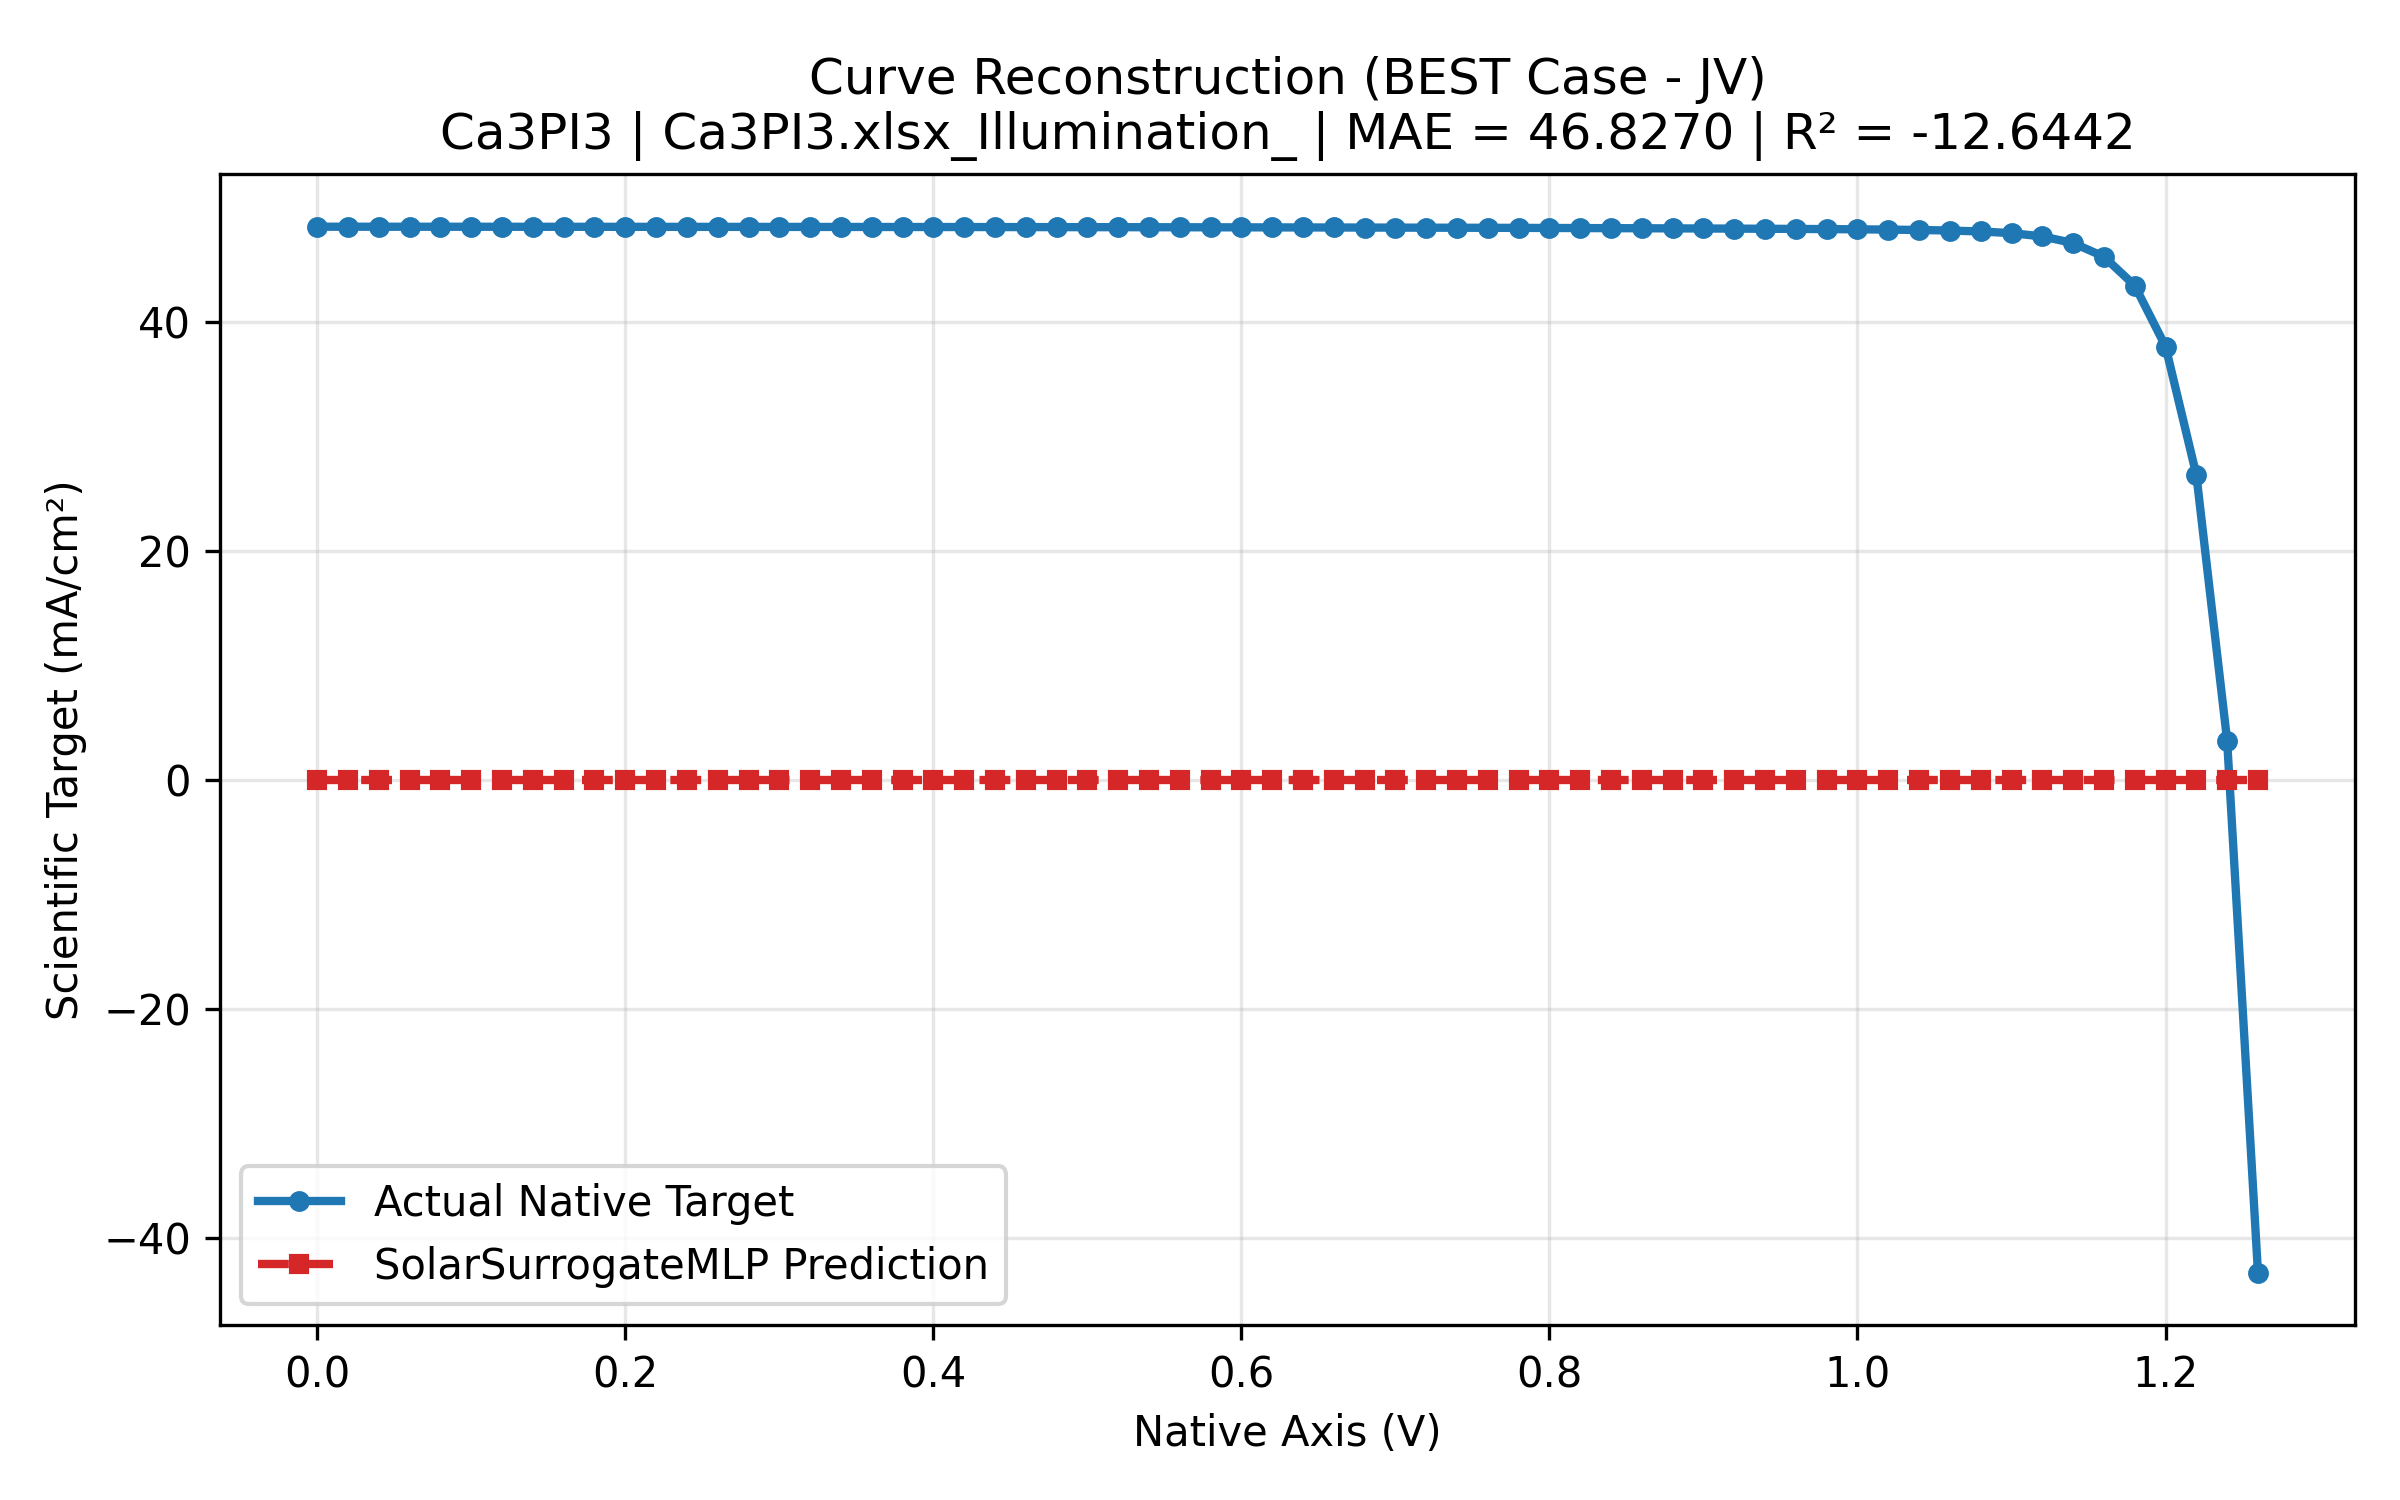 Curve Reconstruction (BEST Case - JV)
Ca3PI3 | Ca3PI3.xlsx_Illumination_ | MAE = 46.8270 | R² = -12.6442
Scientific Target (mA/cm²)
40
20
0
−20
−40
Actual Native Target
SolarSurrogateMLP Prediction
0.0 0.2 0.4 0.6 0.8 1.0 1.2
Native Axis (V)